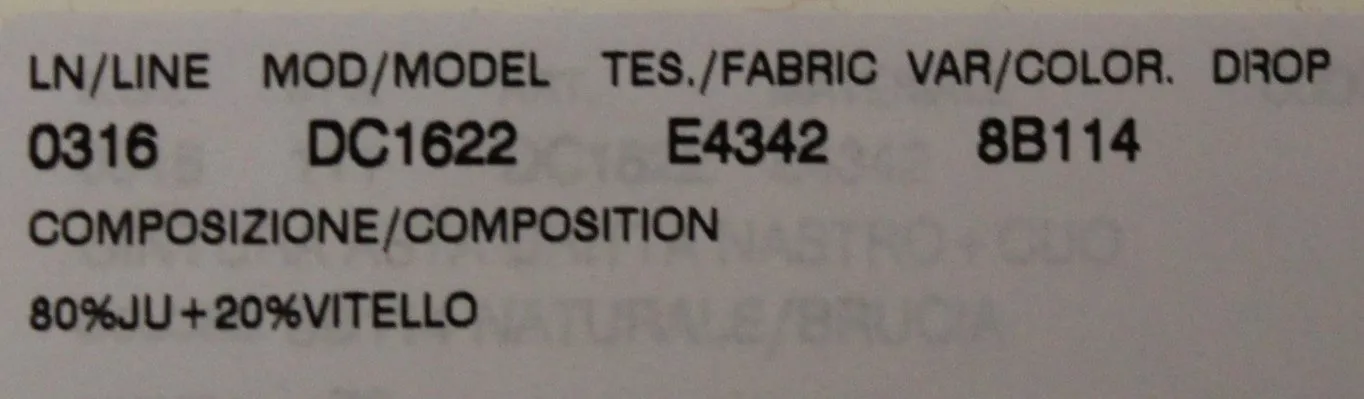 LN/LINE MOD/MODEL TES./FABRIC VAR/COLOR. DROP
0316 DC1622 E4342 8B114
COMPOSIZIONE/COMPOSITION
80%JU+20%VITELLO